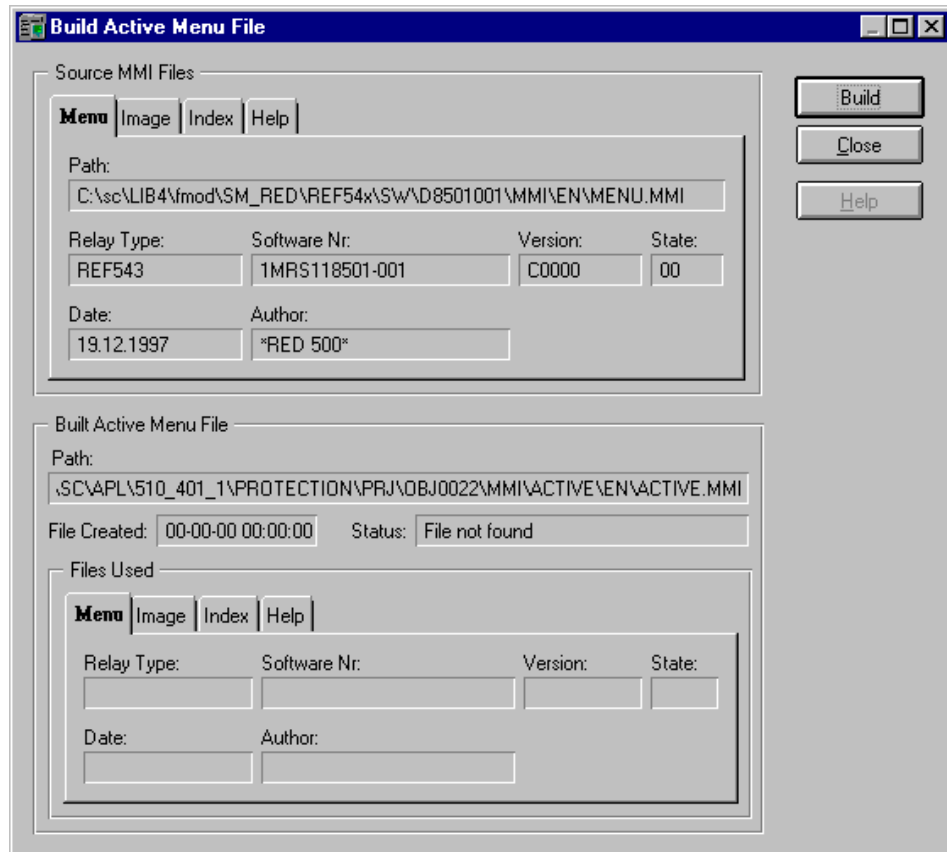 Build Active Menu File
Source MMI Files
Menu Image Index Help
Path:
C:\sc\LIB4\fmod\SM_RED\REF54x\SW\D8501001\MMI\EN\MENU.MMI
Relay Type: Software Nr: Version: State:
REF543 1MRS118501-001 C0000 00
Date: Author:
19.12.1997 *RED 500*
Build
Close
Help
Built Active Menu File
Path:
.\SC\APL\510_401_1\PROTECTION\PRJ\OBJ0022\MMI\ACTIVE\EN\ACTIVE.MMI
File Created: 00-00-00 00:00:00 Status: File not found
Files Used
Menu Image Index Help
Relay Type: Software Nr: Version: State:
Date: Author: